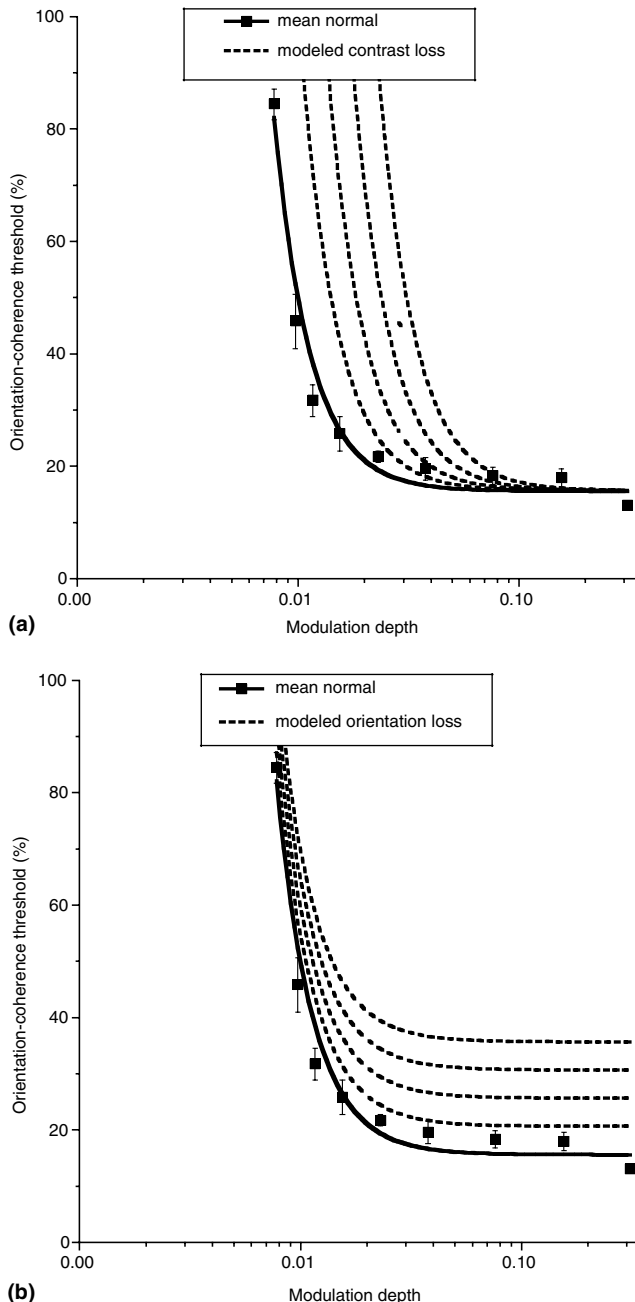 mean normal
modeled contrast loss
100
80
60
40
20
0
Orientation-coherence threshold (%)
0.00
0.01
0.10
Modulation depth
(a)
mean normal
modeled orientation loss
100
80
60
40
20
0
Orientation-coherence threshold (%)
0.00
0.01
0.10
Modulation depth
(b)